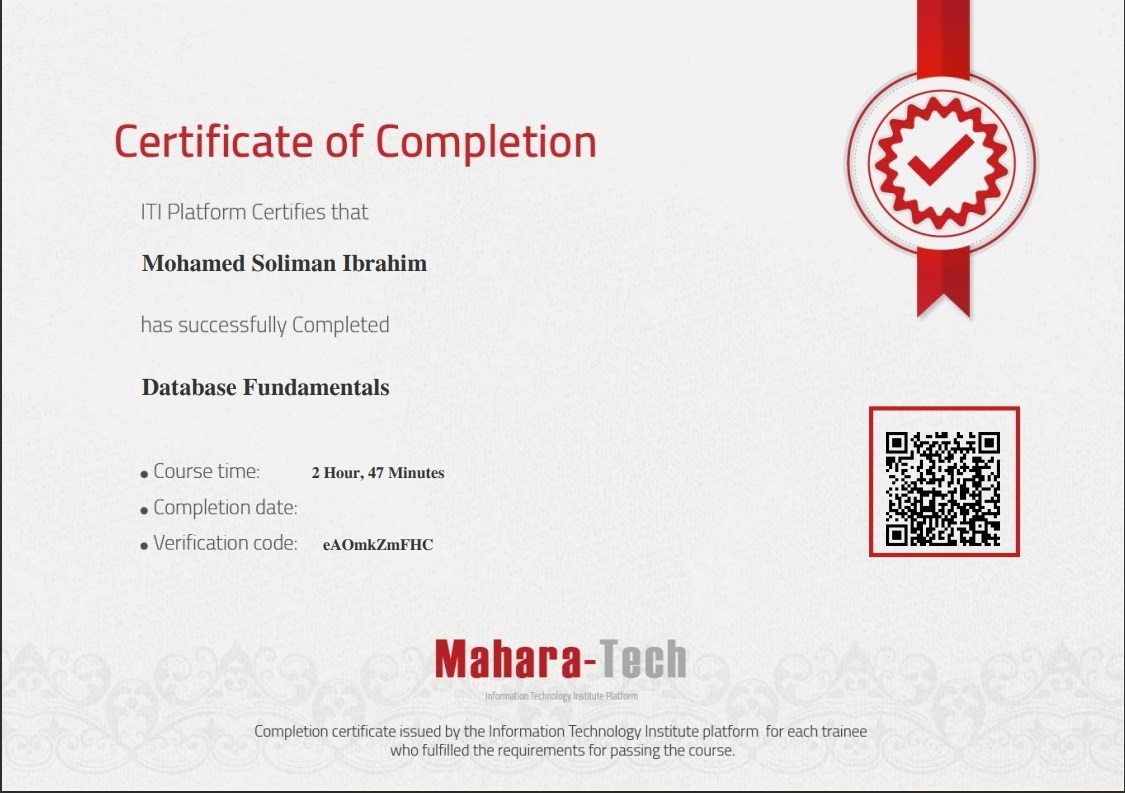 Certificate of Completion
ITI Platform Certifies that
Mohamed Soliman Ibrahim
has successfully Completed
Database Fundamentals
• Course time: 2 Hour, 47 Minutes
• Completion date:
• Verification code: eAOmkZmFHC
Mahara-Tech
Information Technology Institute Platform
Completion certificate issued by the Information Technology Institute platform for each trainee
who fulfilled the requirements for passing the course.